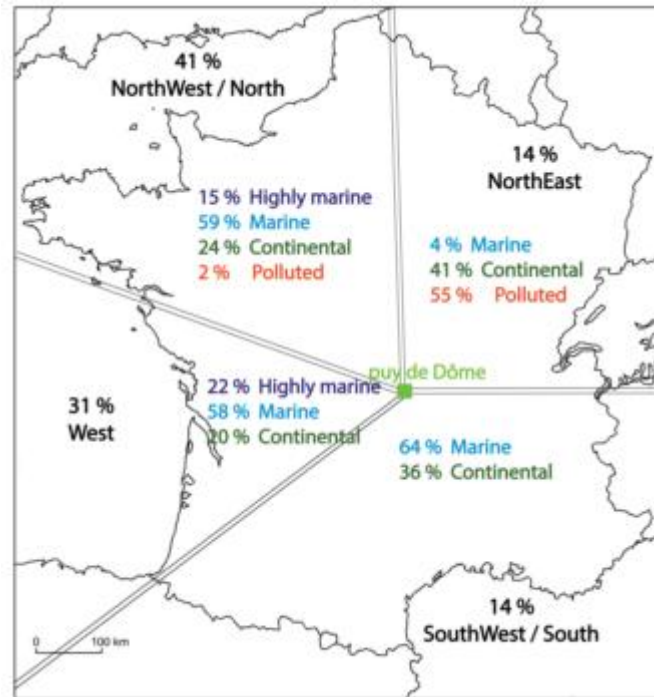 41 %
NorthWest / North
14 %
NorthEast
15 % Highly marine
59 % Marine
24 % Continental
2 % Polluted
4 % Marine
41 % Continental
55 % Polluted
puy de Dôme
22 % Highly marine
58 % Marine
20 % Continental
31 %
West
64 % Marine
36 % Continental
14 %
SouthWest / South
0 100 km